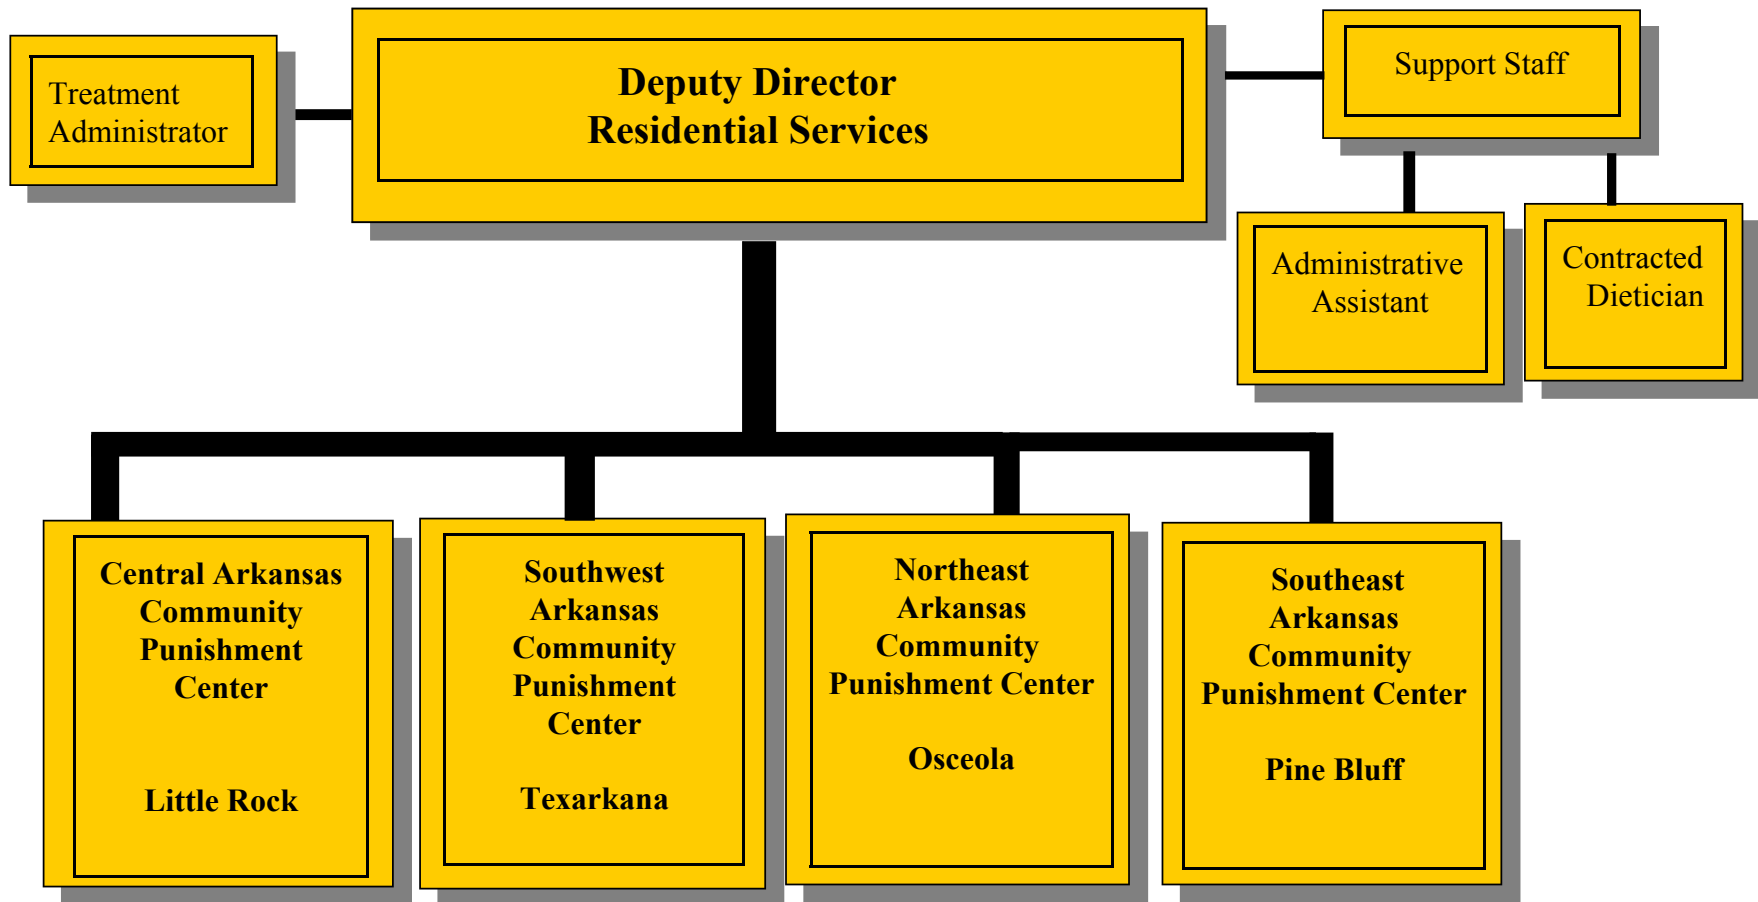 Treatment
Administrator
Deputy Director
Residential Services
Support Staff
Administrative
Assistant
Contracted
Dietician
Central Arkansas
Community
Punishment
Center
Little Rock
Southwest
Arkansas
Community
Punishment
Center
Texarkana
Northeast
Arkansas
Community
Punishment Center
Osceola
Southeast
Arkansas
Community
Punishment Center
Pine Bluff